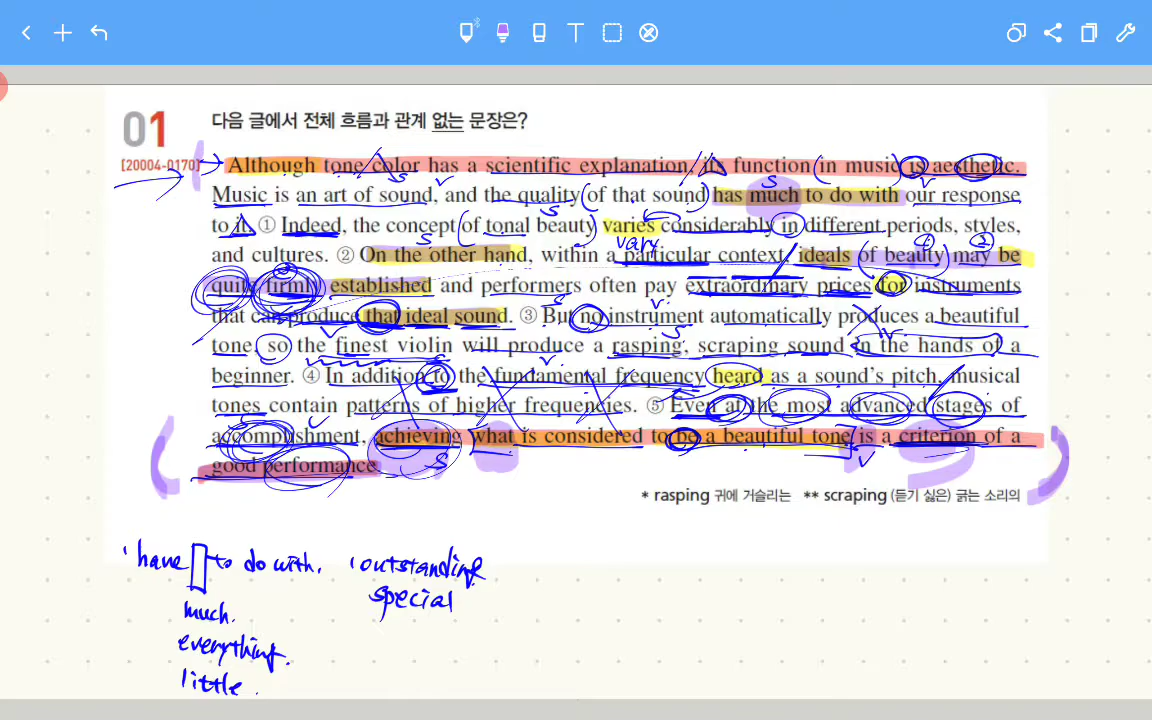 01
다음 글에서 전체 흐름과 관계 없는 문장은?
[20004-0170]
Although tone color has a scientific explanation, its function in music is aesthetic.
Music is an art of sound, and the quality of that sound has much to do with our response
to it. ① Indeed, the concept of tonal beauty varies considerably in different periods, styles,
vary
and cultures. ② On the other hand, within a particular context, ideals of beauty may be
quite firmly established and performers often pay extraordinary prices for instruments
that can produce that ideal sound. ③ But no instrument automatically produces a beautiful
tone, so the finest violin will produce a rasping, scraping sound in the hands of a
beginner. ④ In addition to the fundamental frequency heard as a sound's pitch, musical
tones contain patterns of higher frequencies. ⑤ Even at the most advanced stages of
accomplishment, achieving what is considered to be a beautiful tone is a criterion of a
good performance.
* rasping 귀에 거슬리는 ** scraping (듣기 싫은) 긁는 소리의
have to do with. outstanding
special
much.
everything.
little.